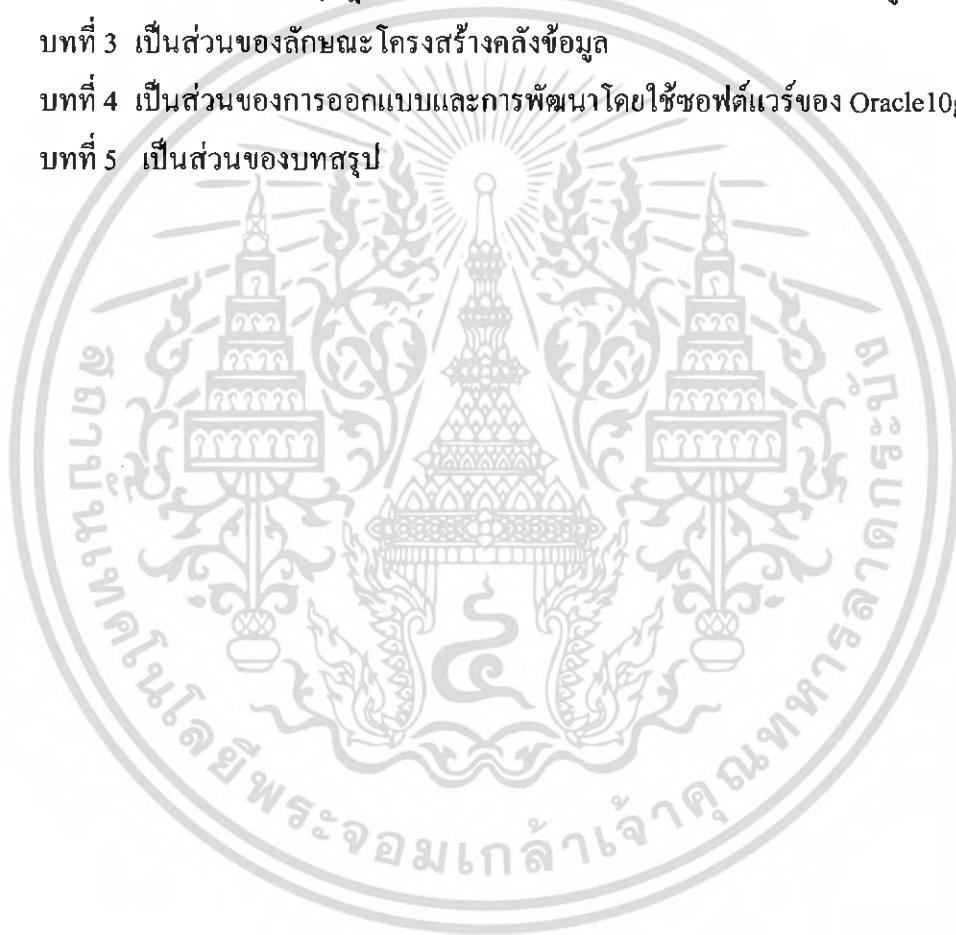 บทที่ 3 เป็นส่วนของลักษณะโครงสร้างคลังข้อมูล
บทที่ 4 เป็นส่วนของการออกแบบและการพัฒนาโดยใช้ซอฟต์แวร์ของ Oracle10g
บทที่ 5 เป็นส่วนของบทสรุป
สถาบันเทคโนโลยีพระจอมเกล้าเจ้าคุณทหารลาดกระบัง